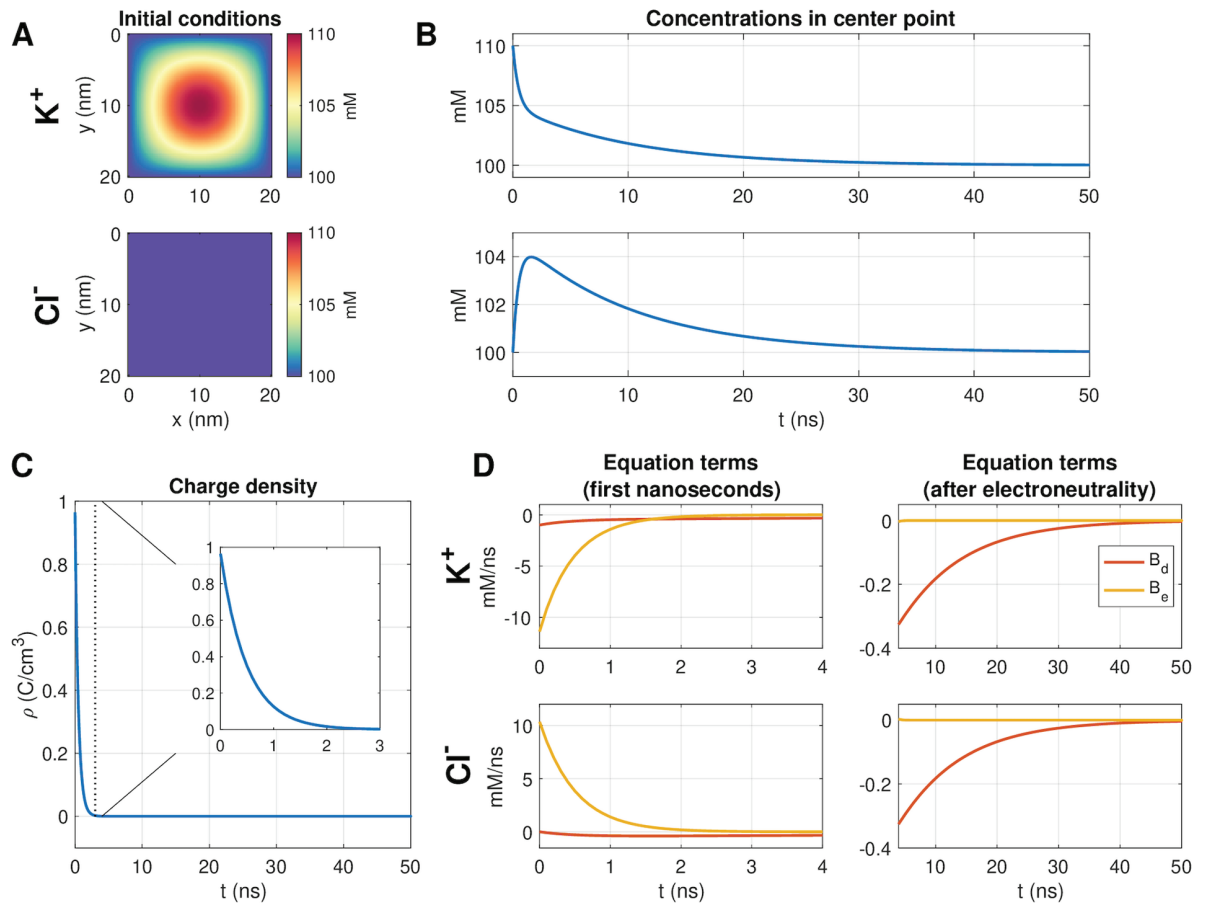 A
Initial conditions
K+
y (nm)
0
10
20
0
10
20
110
105
100
mM
Cl-
y (nm)
0
10
20
0
10
20
x (nm)
110
105
100
mM
B
Concentrations in center point
mM
110
105
100
0
10
20
30
40
50
mM
104
102
100
0
10
20
30
40
50
t (ns)
C
Charge density
ρ (C/cm³)
1
0.8
0.6
0.4
0.2
0
0
10
20
30
40
50
t (ns)
1
0.8
0.6
0.4
0.2
0
0
1
2
3
D
Equation terms
(first nanoseconds)
K+
mM/ns
0
-5
-10
0
1
2
3
4
Equation terms
(after electroneutrality)
0
-0.2
-0.4
10
20
30
40
50
B_d
B_e
Cl-
mM/ns
10
5
0
0
1
2
3
4
t (ns)
0
-0.2
-0.4
10
20
30
40
50
t (ns)